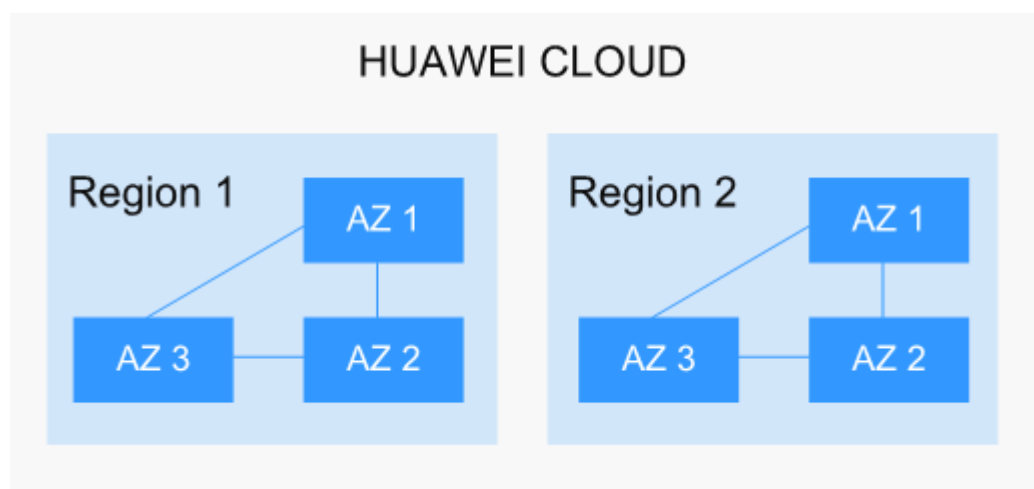 HUAWEI CLOUD
Region 1
AZ 1
AZ 3
AZ 2
Region 2
AZ 1
AZ 3
AZ 2